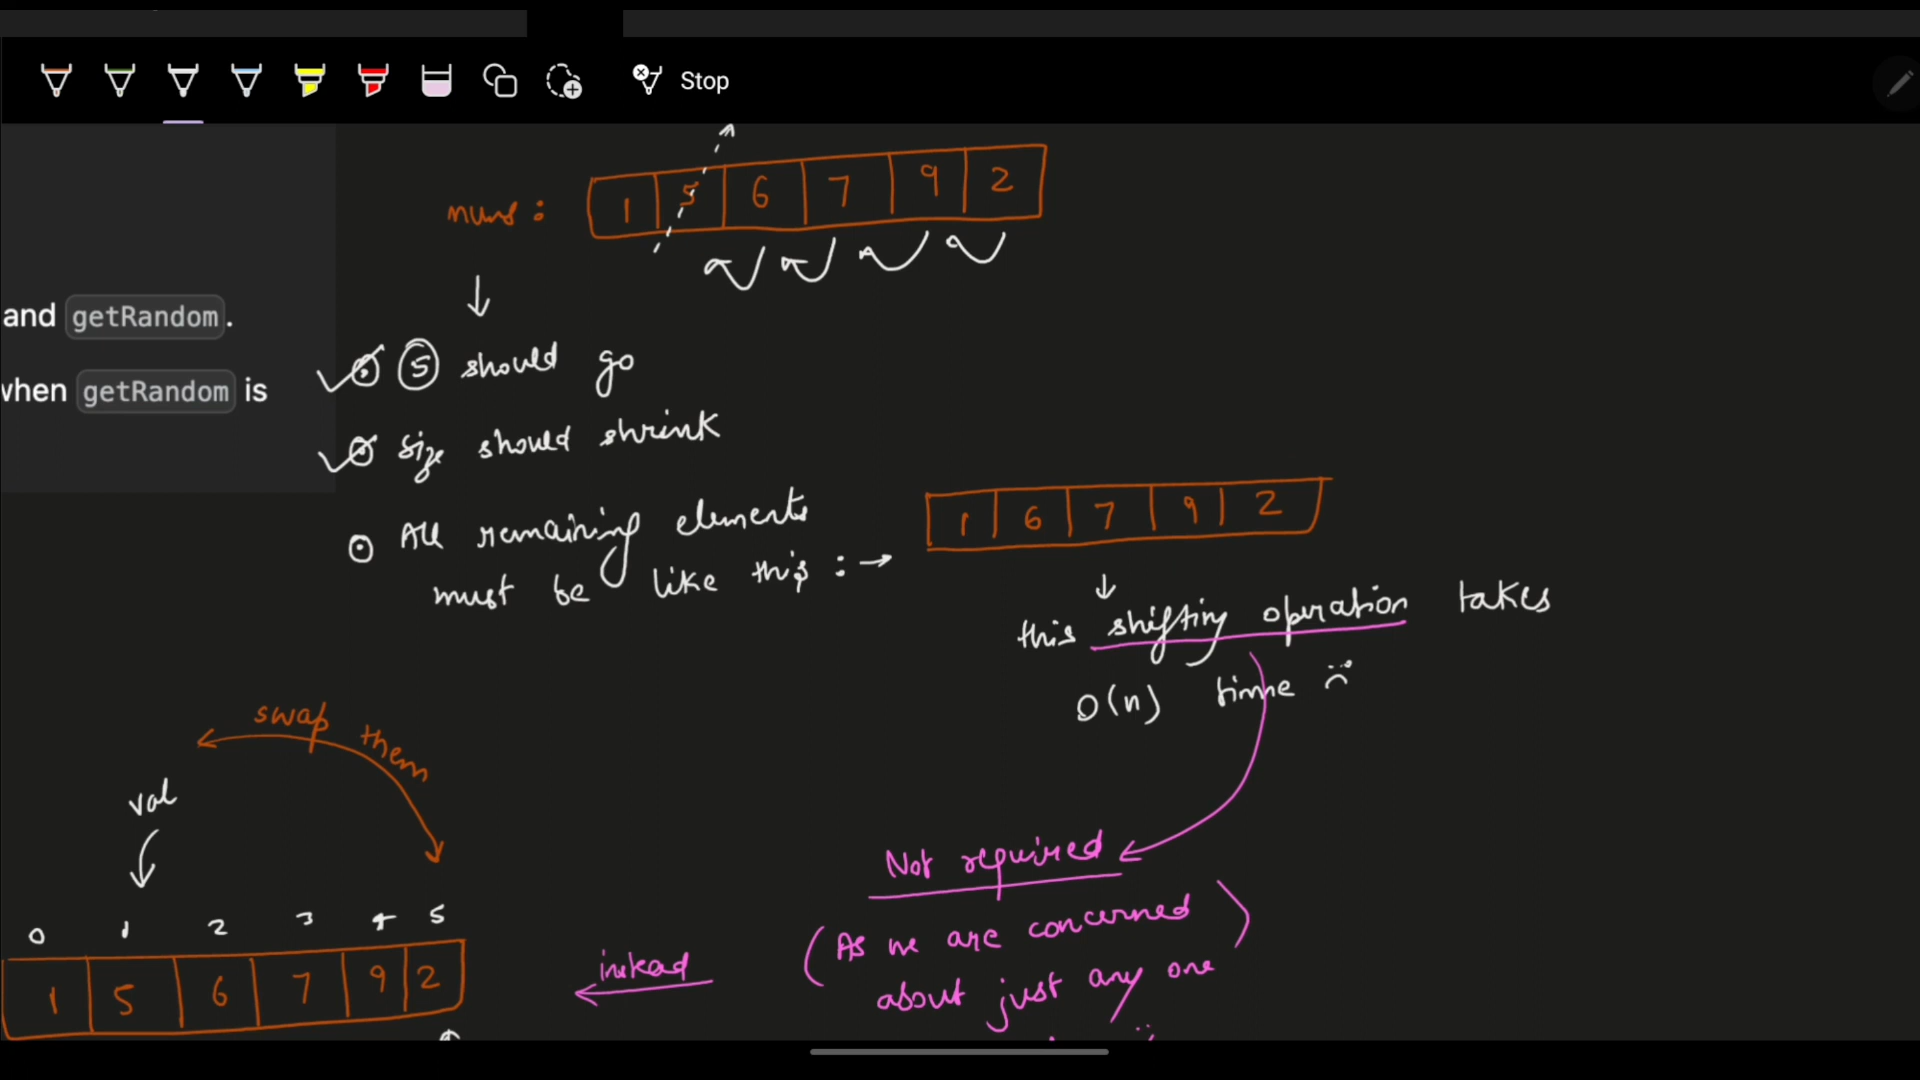 Stop
nums : 1 5 6 7 9 2
and getRandom.
5 should go
when getRandom is
size should shrink
All remaining elements
must be like this : →
1 6 7 9 2
this shifting operation takes
O(n) time
swap them
val
Not required
(As we are concerned
about just any one
instead
0 1 2 3 4 5
1 5 6 7 9 2